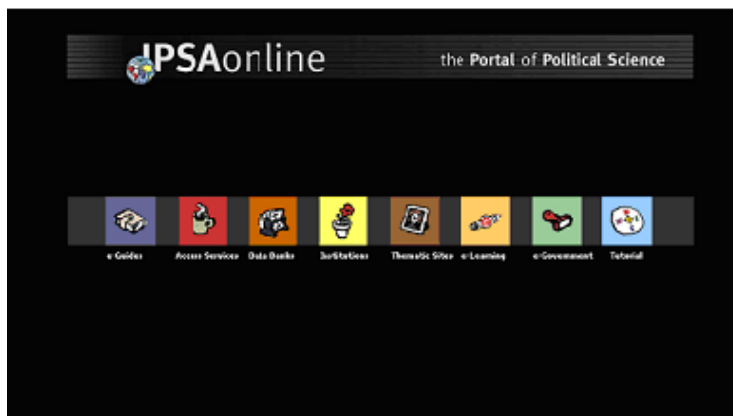 IPSAonline
the Portal of Political Science
e-Guides Access Services Data Banks Institutions Thematic Sites e-Learning e-Government Tutorial